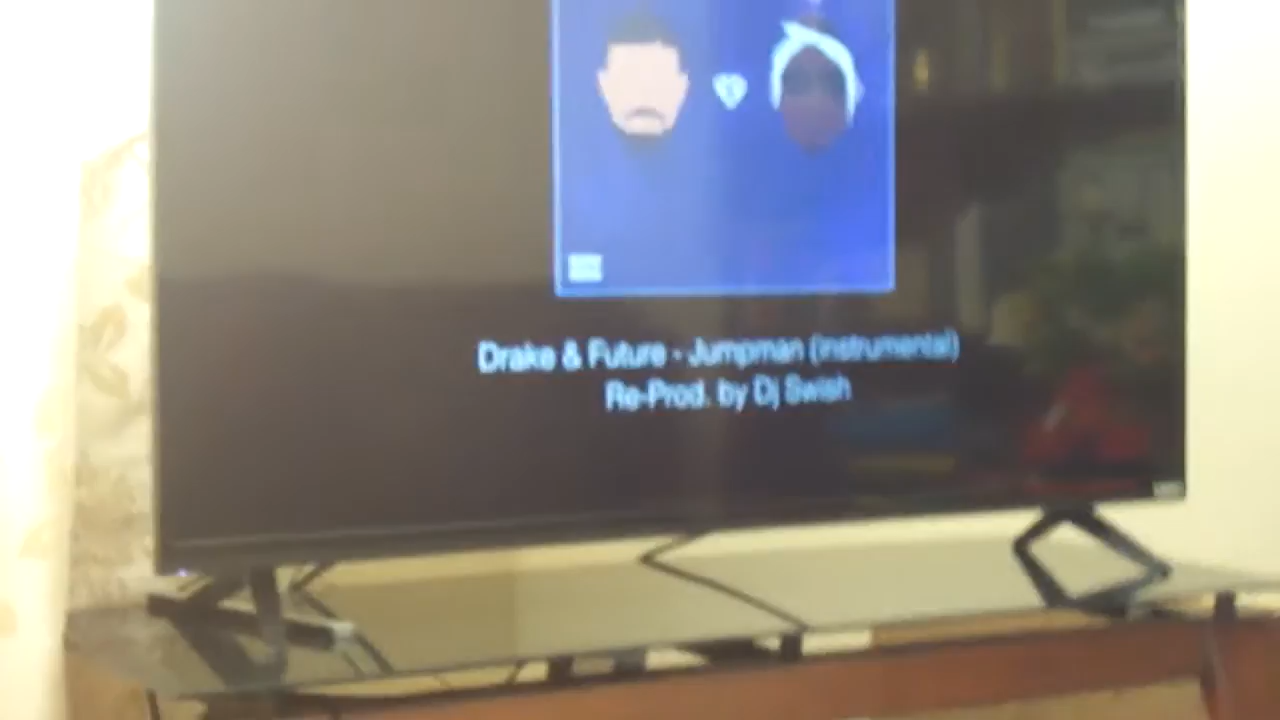 Drake & Future - Jumpman (Instrumental)
Re-Prod. by Dj Swish